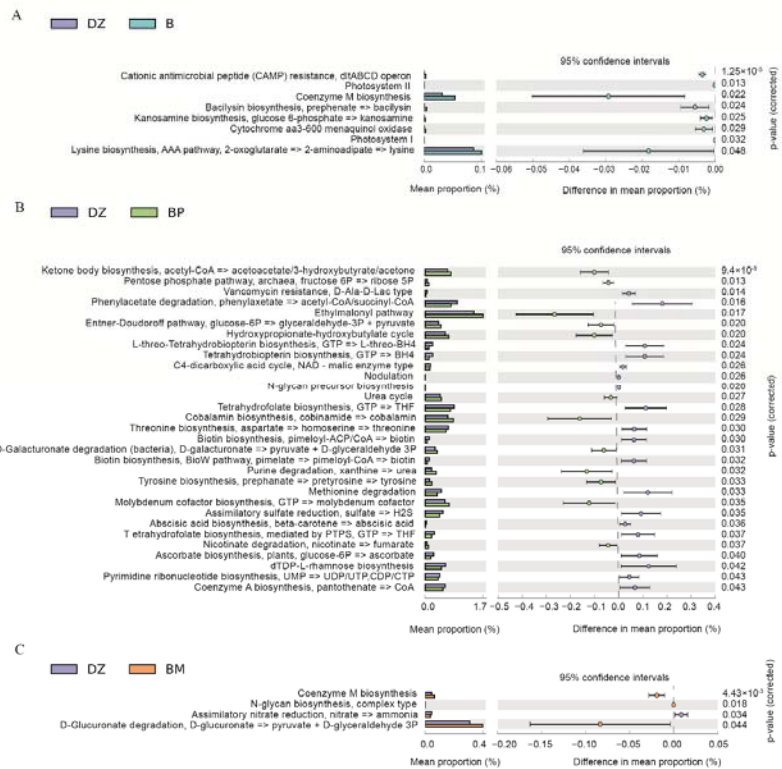 A
DZ B
95% confidence intervals
Cationic antimicrobial peptide (CAMP) resistance, dltABCD operon 1.25×10⁻⁵
Photosystem II 0.013
Coenzyme M biosynthesis 0.022
Bacilysin biosynthesis, prephenate => bacilysin 0.024
Kanosamine biosynthesis, glucose 6-phosphate => kanosamine 0.025
Cytochrome aa3-600 menaquinol oxidase 0.029
Photosystem I 0.032
Lysine biosynthesis, AAA pathway, 2-oxoglutarate => 2-aminoadipate => lysine 0.048
p-value (corrected)
0.0 0.1 −0.06 −0.05 −0.04 −0.03 −0.02 −0.01 0.00
Mean proportion (%) Difference in mean proportion (%)
B
DZ BP
95% confidence intervals
Ketone body biosynthesis, acetyl-CoA => acetoacetate/3-hydroxybutyrate/acetone
Pentose phosphate pathway, archaea, fructose 6P => ribose 5P 0.013
Vancomycin resistance, D-Ala-D-Lac type 0.014
Phenylacetate degradation, phenylaxetate => acetyl-CoA/succinyl-CoA 0.016
Ethylmalonyl pathway 0.017
Entner-Doudoroff pathway, glucose-6P => glyceraldehyde-3P + pyruvate 0.020
Hydroxypropionate-hydroxybutylate cycle 0.020
L-threo-Tetrahydrobiopterin biosynthesis, GTP => L-threo-BH4 0.024
Tetrahydrobiopterin biosynthesis, GTP => BH4 0.024
C4-dicarboxylic acid cycle, NAD - malic enzyme type 0.026
Nodulation 0.026
N-glycan precursor biosynthesis 0.026
Urea cycle 0.027
Tetrahydrofolate biosynthesis, GTP => THF 0.028
Cobalamin biosynthesis, cobinamide => cobalamin 0.029
Threonine biosynthesis, aspartate => homoserine => threonine 0.030
Biotin biosynthesis, pimeloyl-ACP/CoA => biotin 0.030
D-Galacturonate degradation (bacteria), D-galacturonate => pyruvate + D-glyceraldehyde 3P 0.031
Biotin biosynthesis, BioW pathway, pimelate => pimeloyl-CoA => biotin 0.032
Purine degradation, xanthine => urea 0.032
Tyrosine biosynthesis, prephanate => pretyrosine => tyrosine 0.033
Methionine degradation 0.033
Molybdenum cofactor biosynthesis, GTP => molybdenum cofactor 0.035
Assimilatory sulfate reduction, sulfate => H2S 0.035
Abscisic acid biosynthesis, beta-carotene => abscisic acid 0.036
T etrahydrofolate biosynthesis, mediated by PTPS, GTP => THF 0.037
Nicotinate degradation, nicotinate => fumarate 0.037
Ascorbate biosynthesis, plants, glucose-6P => ascorbate 0.040
dTDP-L-rhamnose biosynthesis 0.042
Pyrimidine ribonucleotide biosynthesis, UMP => UDP/UTP,CDP/CTP 0.043
Coenzyme A biosynthesis, pantothenate => CoA 0.043
p-value (corrected)
0.0 1.7 −0.5 −0.4 −0.3 −0.2 −0.1 0.0 0.1 0.2 0.3 0.4
Mean proportion (%) Difference in mean proportion (%)
C
DZ BM
95% confidence intervals
Coenzyme M biosynthesis 4.43×10⁻³
N-glycan biosynthesis, complex type 0.018
Assimilatory nitrate reduction, nitrate => ammonia 0.034
D-Glucuronate degradation, D-glucuronate => pyruvate + D-glyceraldehyde 3P 0.044
p-value (corrected)
0.0 0.4 −0.20 −0.15 −0.10 −0.05 0.00 0.05
Mean proportion (%) Difference in mean proportion (%)